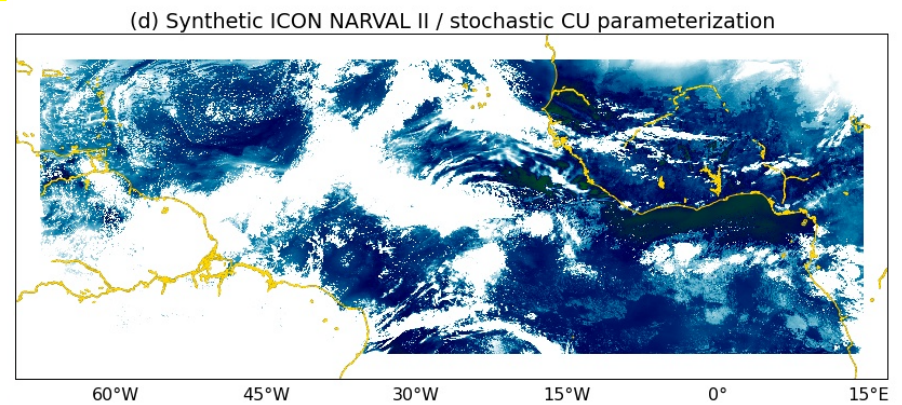 (d) Synthetic ICON NARVAL II / stochastic CU parameterization
60°W 45°W 30°W 15°W 0° 15°E